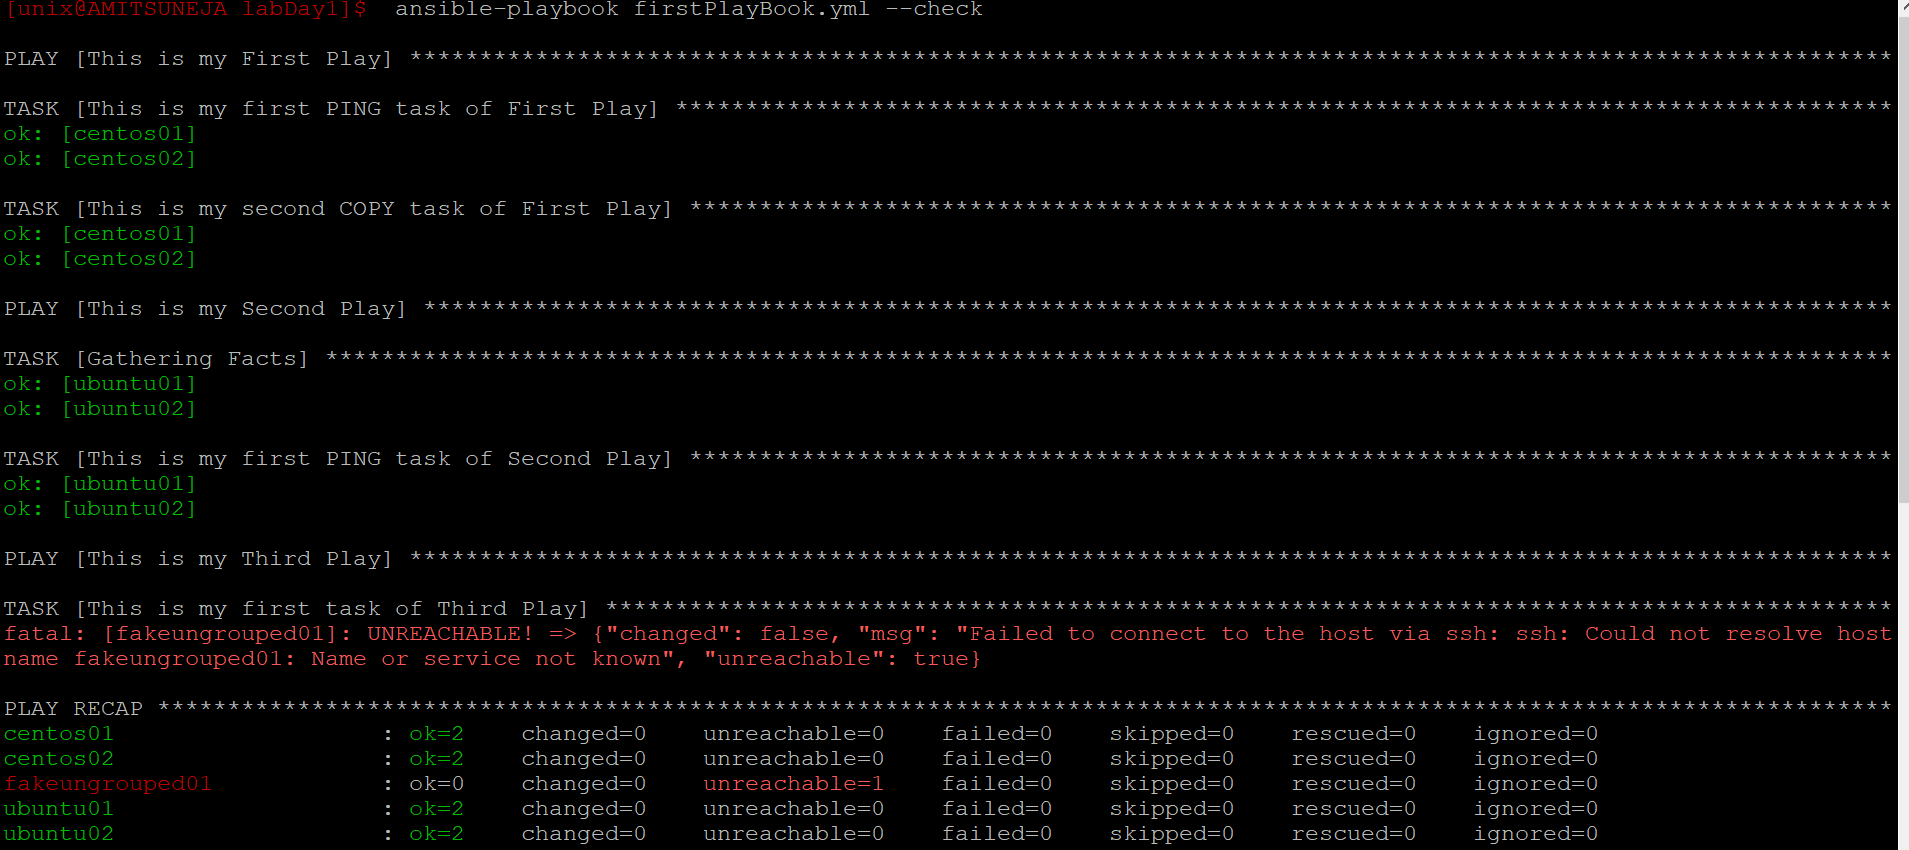 [unix@AMITSUNEJA labDay1]$  ansible-playbook firstPlayBook.yml --check
PLAY [This is my First Play] **********************************************************************************************************
TASK [This is my first PING task of First Play] ***************************************************************************************
ok: [centos01]
ok: [centos02]
TASK [This is my second COPY task of First Play] **************************************************************************************
ok: [centos01]
ok: [centos02]
PLAY [This is my Second Play] *********************************************************************************************************
TASK [Gathering Facts] ****************************************************************************************************************
ok: [ubuntu01]
ok: [ubuntu02]
TASK [This is my first PING task of Second Play] **************************************************************************************
ok: [ubuntu01]
ok: [ubuntu02]
PLAY [This is my Third Play] **********************************************************************************************************
TASK [This is my first task of Third Play] ********************************************************************************************
fatal: [fakeungrouped01]: UNREACHABLE! => {"changed": false, "msg": "Failed to connect to the host via ssh: ssh: Could not resolve host
name fakeungrouped01: Name or service not known", "unreachable": true}
PLAY RECAP ****************************************************************************************************************************
centos01                   : ok=2    changed=0    unreachable=0    failed=0    skipped=0    rescued=0    ignored=0
centos02                   : ok=2    changed=0    unreachable=0    failed=0    skipped=0    rescued=0    ignored=0
fakeungrouped01            : ok=0    changed=0    unreachable=1    failed=0    skipped=0    rescued=0    ignored=0
ubuntu01                   : ok=2    changed=0    unreachable=0    failed=0    skipped=0    rescued=0    ignored=0
ubuntu02                   : ok=2    changed=0    unreachable=0    failed=0    skipped=0    rescued=0    ignored=0